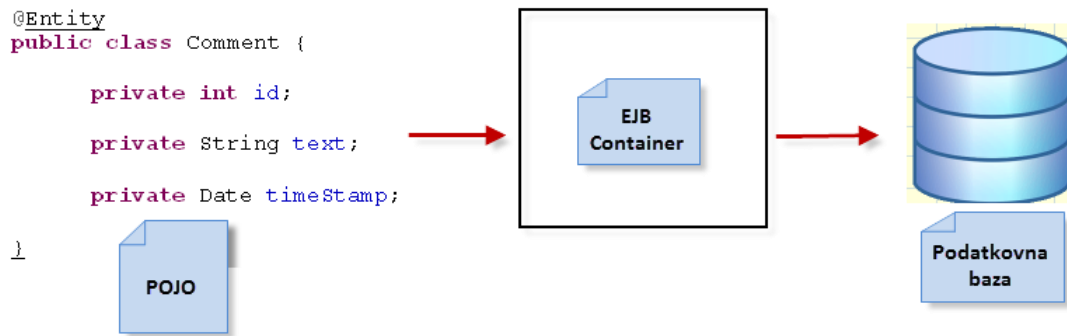 @Entity
public class Comment {
private int id;
private String text;
private Date timeStamp;
}
POJO
EJB
Container
Podatkovna
baza